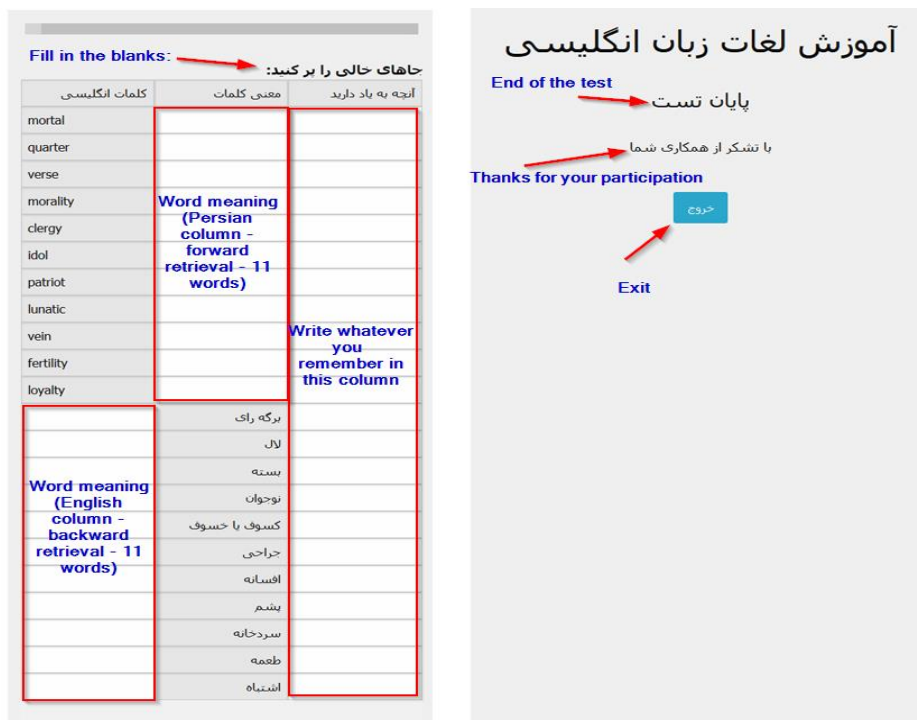 Fill in the blanks:
جاهای خالی را پر کنید:
کلمات انگلیسی
معنی کلمات
آنچه به یاد دارید
mortal
quarter
verse
morality
clergy
idol
patriot
lunatic
vein
fertility
loyalty
Word meaning
(Persian
column -
forward
retrieval - 11
words)
Write whatever
you
remember in
this column
برگه رای
لال
بسته
نوجوان
کسوف یا خسوف
جراحی
افسانه
پشم
سردخانه
طعمه
اشتباه
Word meaning
(English
column -
backward
retrieval - 11
words)
آموزش لغات زبان انگلیسی
End of the test
پایان تست
با تشکر از همکاری شما
Thanks for your participation
خروج
Exit